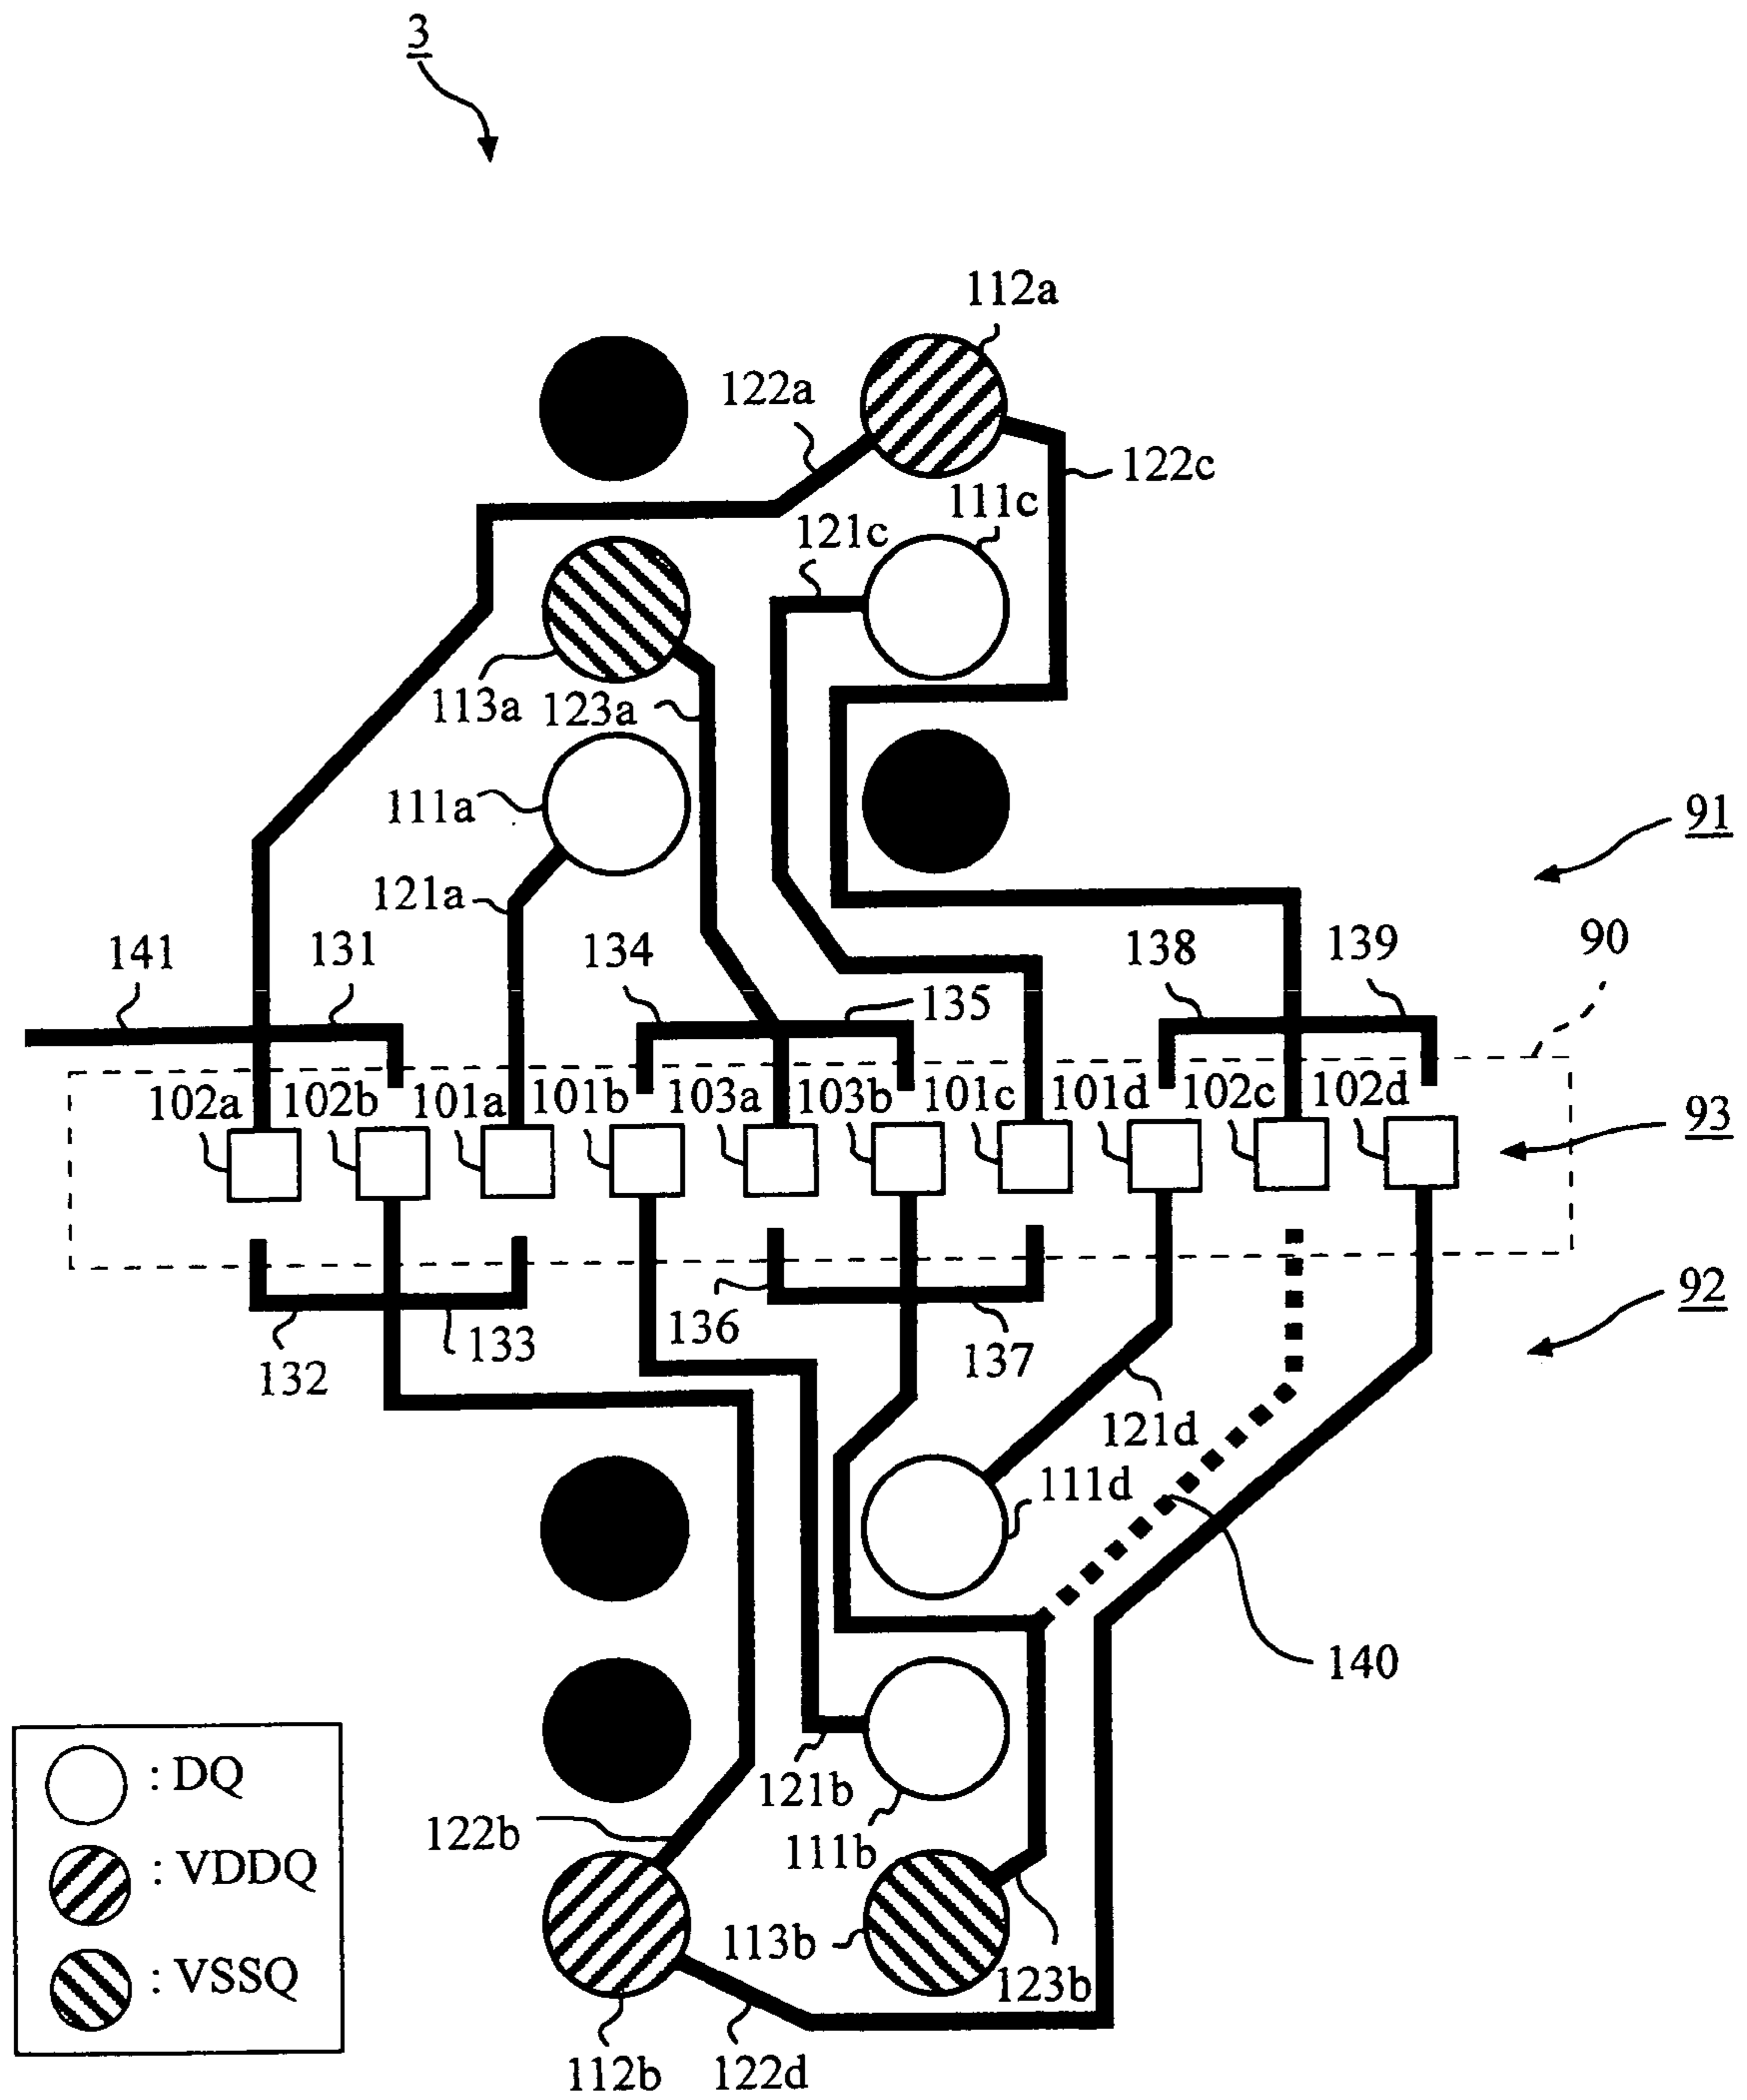 3
112a
122a
122c
111c
121c
113a
123a
111a
91
121a
90
141
131
134
138
139
135
102a
102b
101a
101b
103a
103b
101c
101d
102c
102d
93
92
136
132
133
137
121d
111d
140
121b
122b
111b
113b
123b
112b
122d
: DQ
: VDDQ
: VSSQ